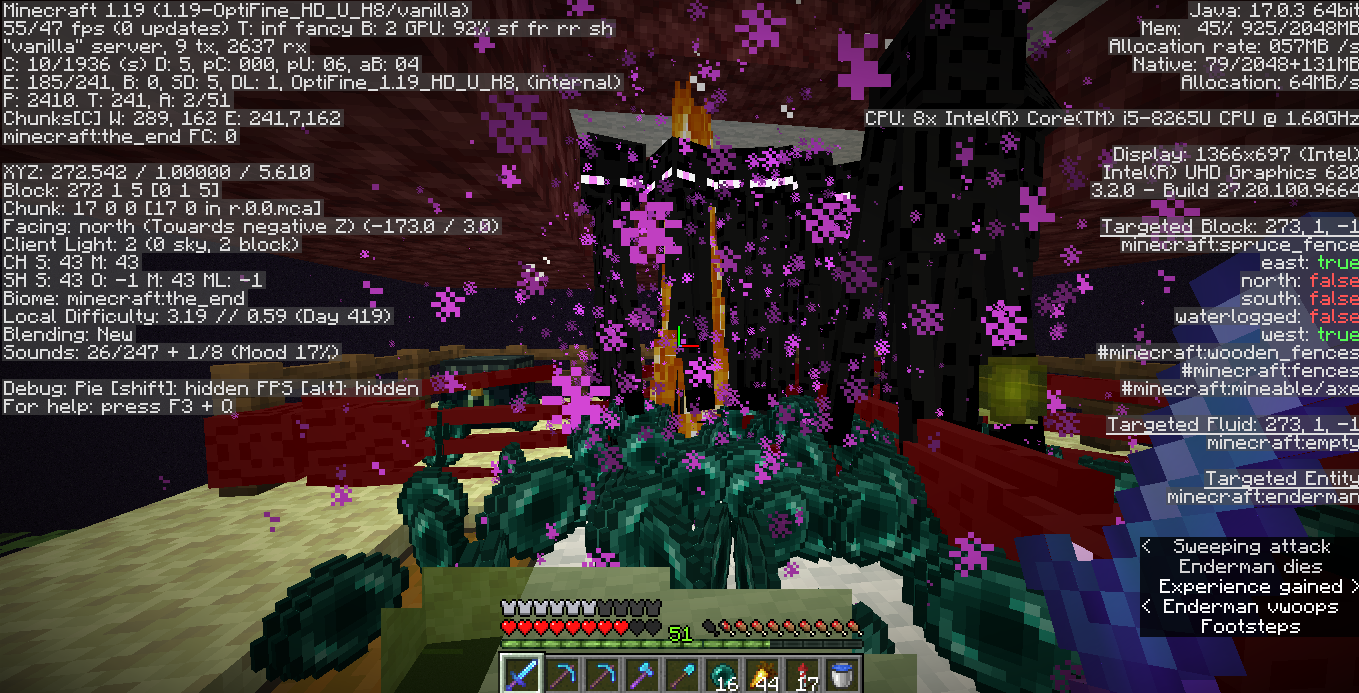 Minecraft 1.19 (1.19-OptiFine_HD_U_H8/vanilla)
55/47 fps (0 updates) T: inf fancy B: 2 GPU: 92% sf fr rr sh
"vanilla" server, 9 tx, 2637 rx
C: 10/1936 (s) D: 5, pC: 000, pU: 06, aB: 04
E: 185/241, B: 0, SD: 5, DL: 1, OptiFine_1.19_HD_U_H8, (internal)
P: 2410. T: 241, A: 2/51
Chunks[C] W: 289, 162 E: 241,7,162
minecraft:the_end FC: 0
XYZ: 272.542 / 1.00000 / 5.610
Block: 272 1 5 [0 1 5]
Chunk: 17 0 0 [17 0 in r.0.0.mca]
Facing: north (Towards negative Z) (-173.0 / 3.0)
Client Light: 2 (0 sky, 2 block)
CH S: 43 M: 43
SH S: 43 O: -1 M: 43 ML: -1
Biome: minecraft:the_end
Local Difficulty: 3.19 // 0.59 (Day 419)
Blending: New
Sounds: 26/247 + 1/8 (Mood 17%)
Debug: Pie [shift]: hidden FPS [alt]: hidden
For help: press F3 + Q
Java: 17.0.3 64bit
Mem: 45% 925/2048MB
Allocation rate: 057MB /s
Native: 79/2048+131MB
Allocation: 64MB/s
CPU: 8x Intel(R) Core(TM) i5-8265U CPU @ 1.60GHz
Display: 1366x697 (Intel)
Intel(R) UHD Graphics 620
3.2.0 - Build 27.20.100.9664
Targeted Block: 273, 1, -1
minecraft:spruce_fence
east: true
north: false
south: false
waterlogged: false
west: true
#minecraft:wooden_fences
#minecraft:fences
#minecraft:mineable/axe
Targeted Fluid: 273, 1, -1
minecraft:empty
Targeted Entity
minecraft:enderman
< Sweeping attack
Enderman dies
Experience gained >
< Enderman vwoops
Footsteps
51
16 44 17